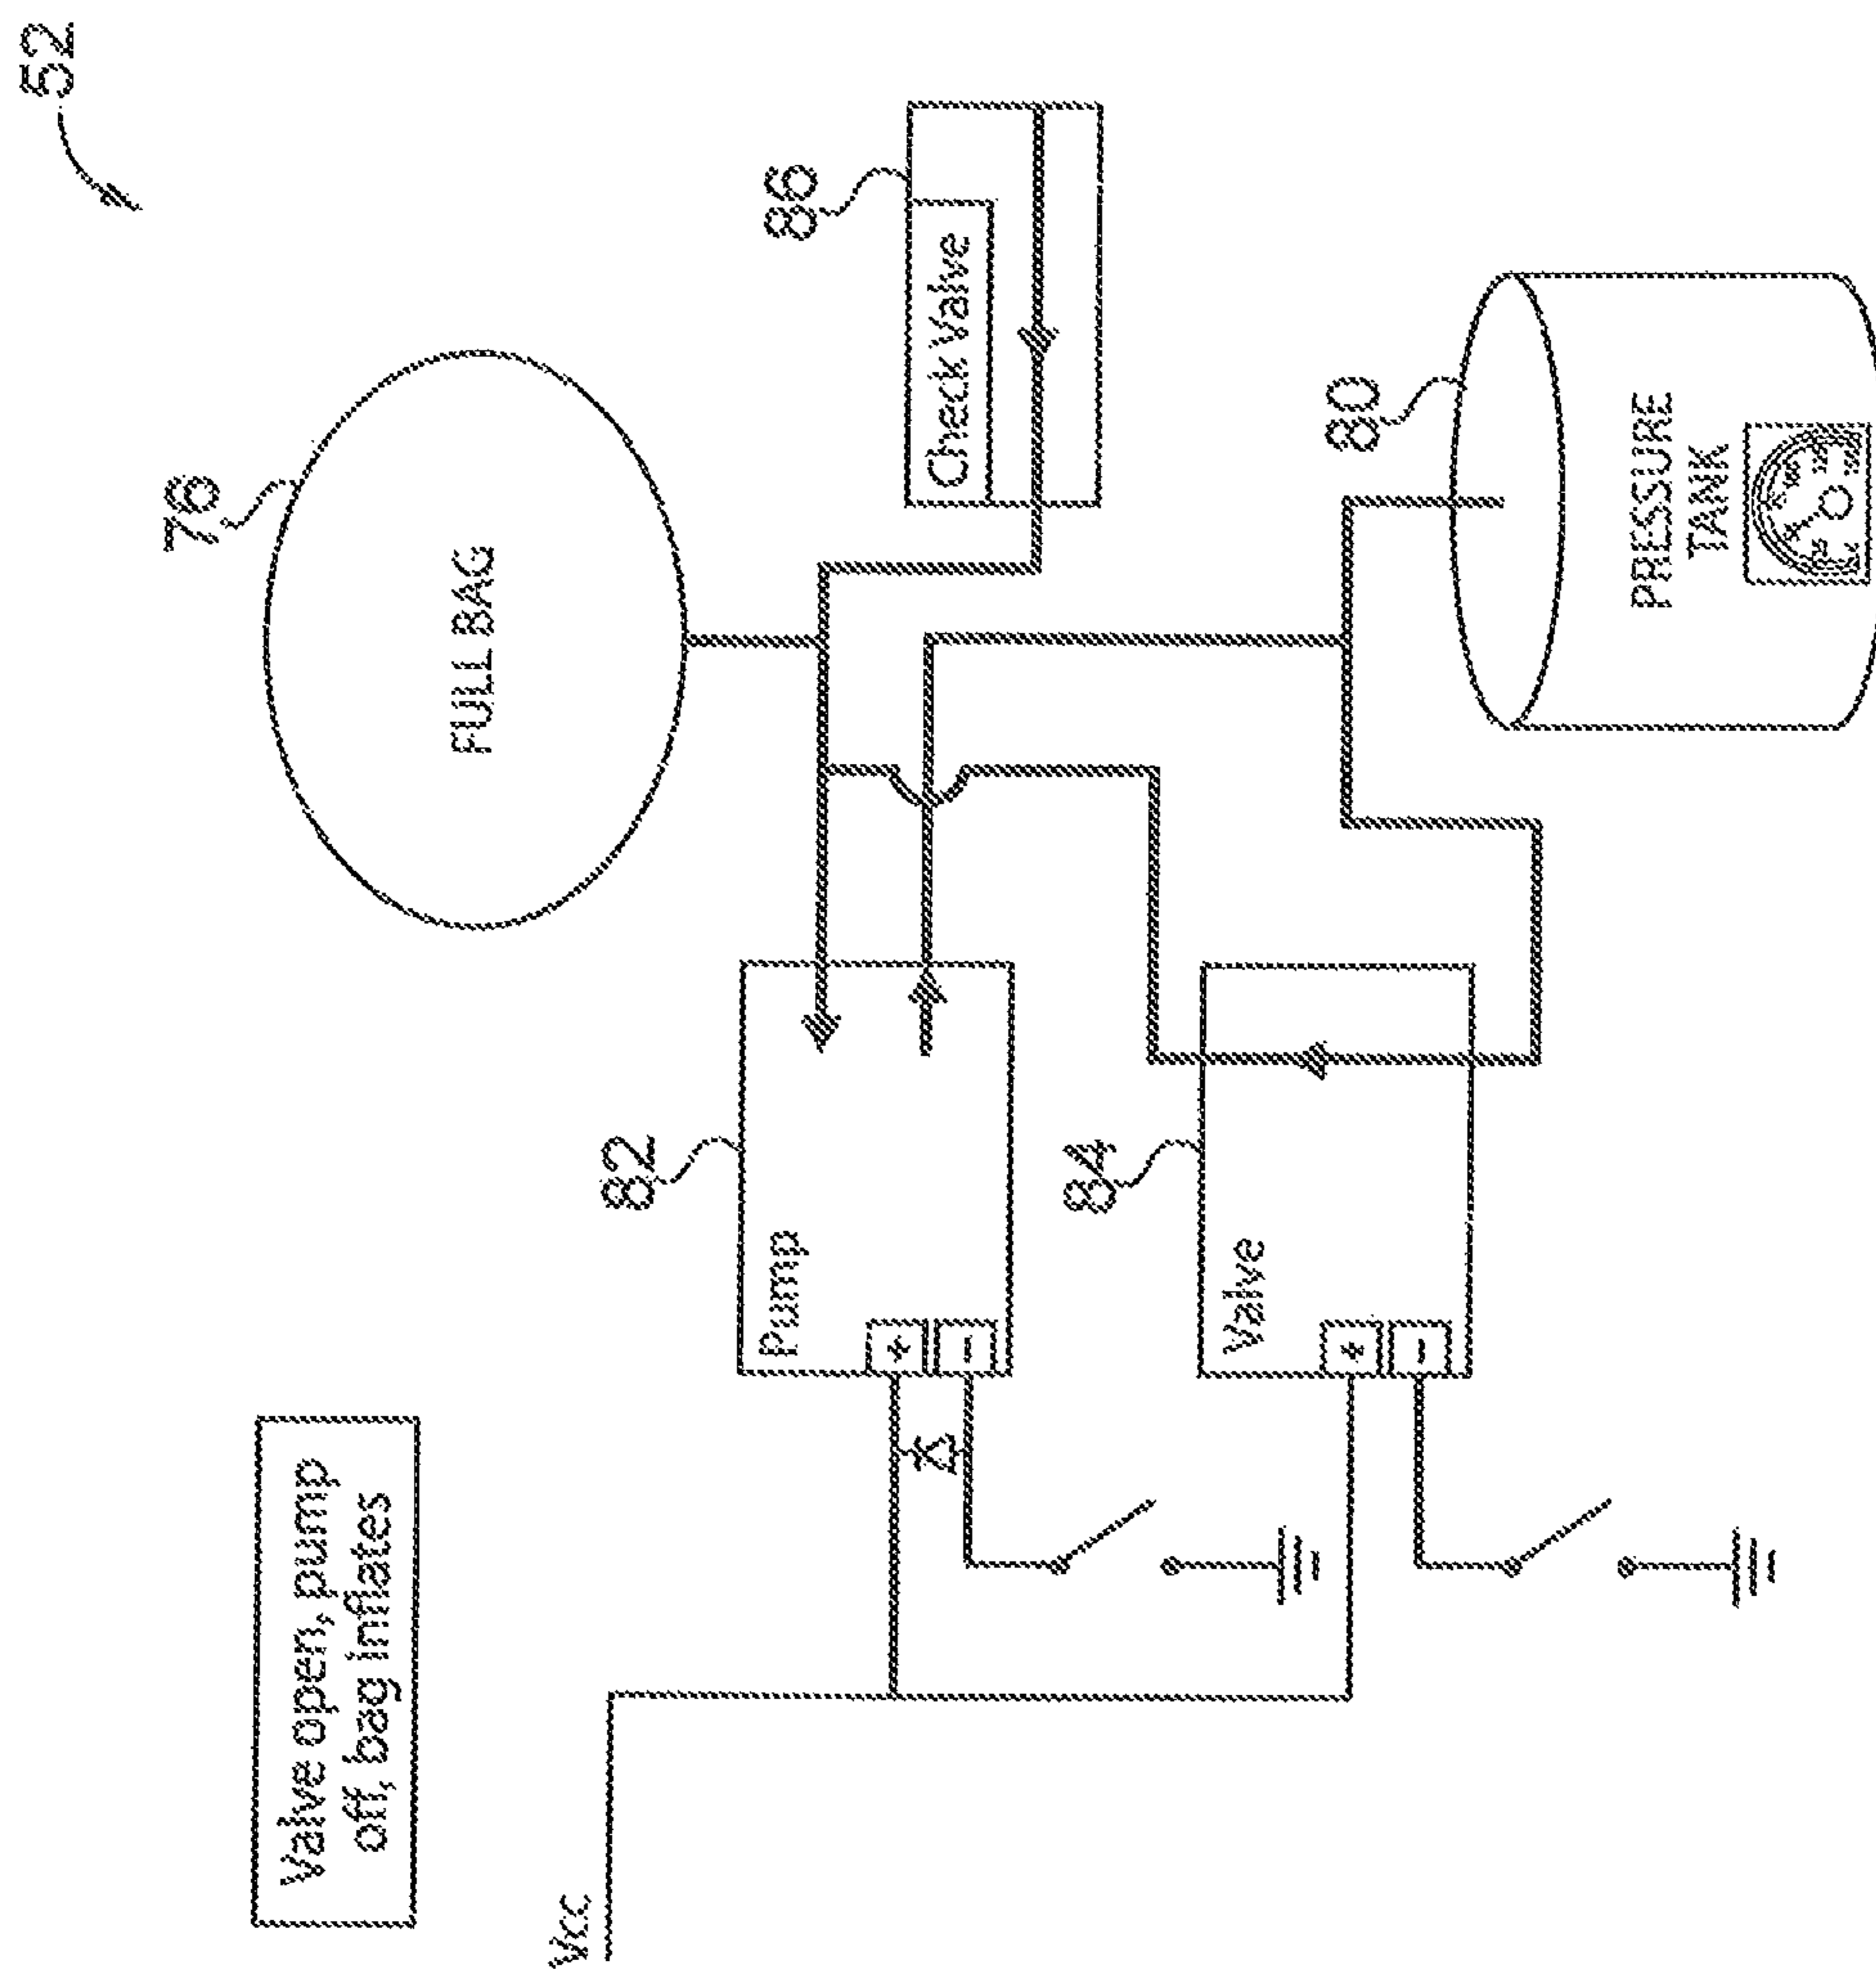 52
Valve open, pump
off, bag inflates
76
FULL BAG
Vcc
82
Pump
+
-
86
Check Valve
84
Valve
+
-
80
PRESSURE
TANK